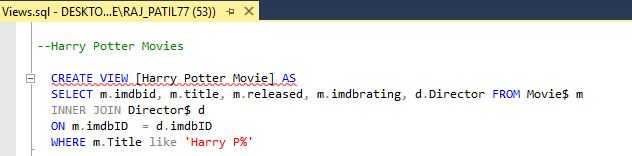 Views.sql - DESKTO...E\RAJ_PATIL77 (53))
--Harry Potter Movies
CREATE VIEW [Harry Potter Movie] AS
SELECT m.imdbid, m.title, m.released, m.imdbrating, d.Director FROM Movie$ m
INNER JOIN Director$ d
ON m.imdbID  = d.imdbID
WHERE m.Title like 'Harry P%'